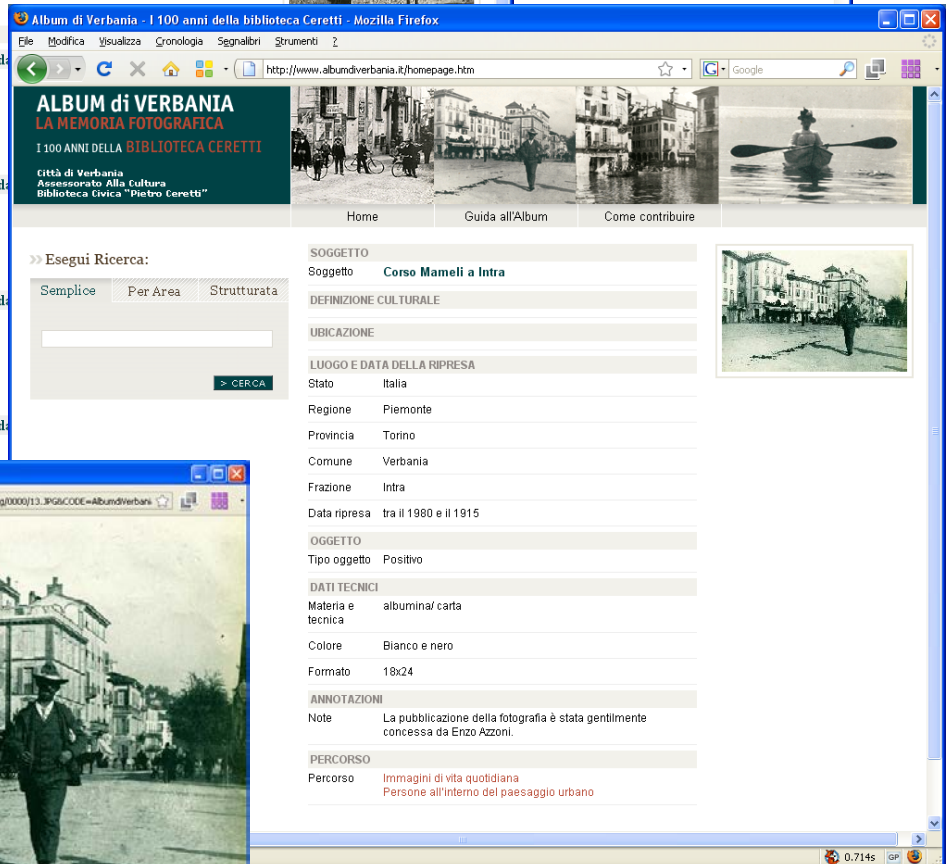 Album di Verbania - I 100 anni della biblioteca Ceretti - Mozilla Firefox
File Modifica Visualizza Cronologia Segnalibri Strumenti ?
http://www.albumdiverbania.it/homepage.htm
Google
ALBUM di VERBANIA
LA MEMORIA FOTOGRAFICA
I 100 ANNI DELLA BIBLIOTECA CERETTI
Città di Verbania
Assessorato Alla Cultura
Biblioteca Civica "Pietro Ceretti"
Home Guida all'Album Come contribuire
>> Esegui Ricerca:
Semplice Per Area Strutturata
> CERCA
SOGGETTO
Soggetto Corso Mameli a Intra
DEFINIZIONE CULTURALE
UBICAZIONE
LUOGO E DATA DELLA RIPRESA
Stato Italia
Regione Piemonte
Provincia Torino
Comune Verbania
Frazione Intra
Data ripresa tra il 1980 e il 1915
OGGETTO
Tipo oggetto Positivo
DATI TECNICI
Materia e tecnica albumina/ carta
Colore Bianco e nero
Formato 18x24
ANNOTAZIONI
Note La pubblicazione della fotografia è stata gentilmente
concessa da Enzo Azzoni.
PERCORSO
Percorso Immagini di vita quotidiana
Persone all'interno del paesaggio urbano
g/0000/13.JPG&CODE=AlbumdiVerbani
0.714s GP